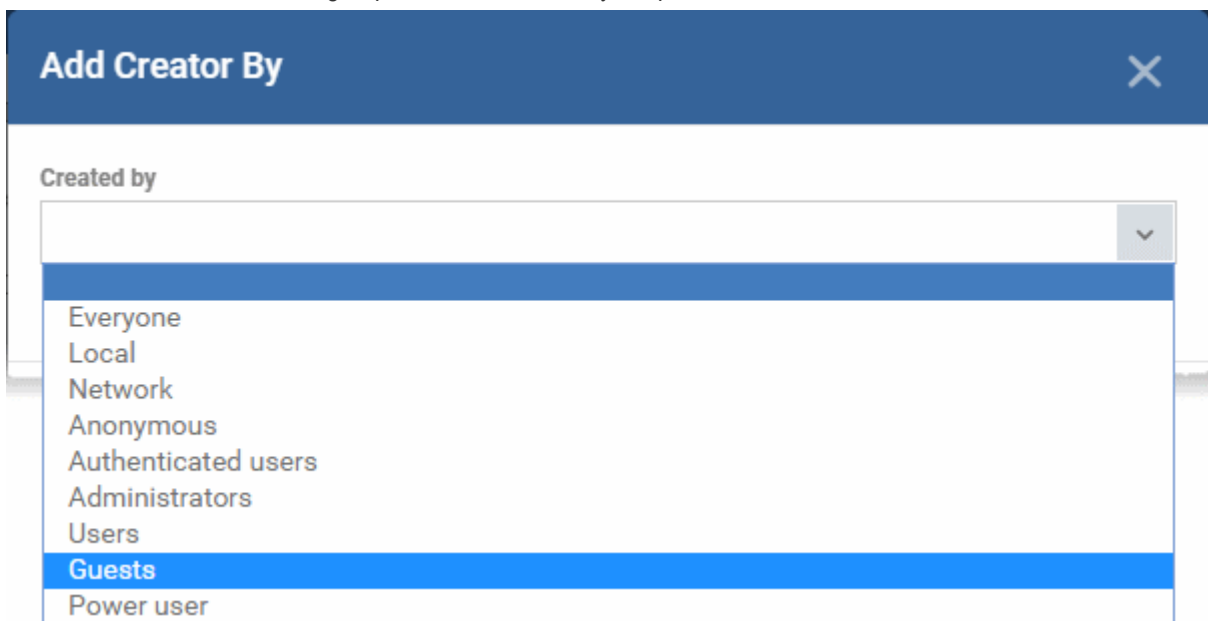 Add Creator By
Created by
Everyone
Local
Network
Anonymous
Authenticated users
Administrators
Users
Guests
Power user